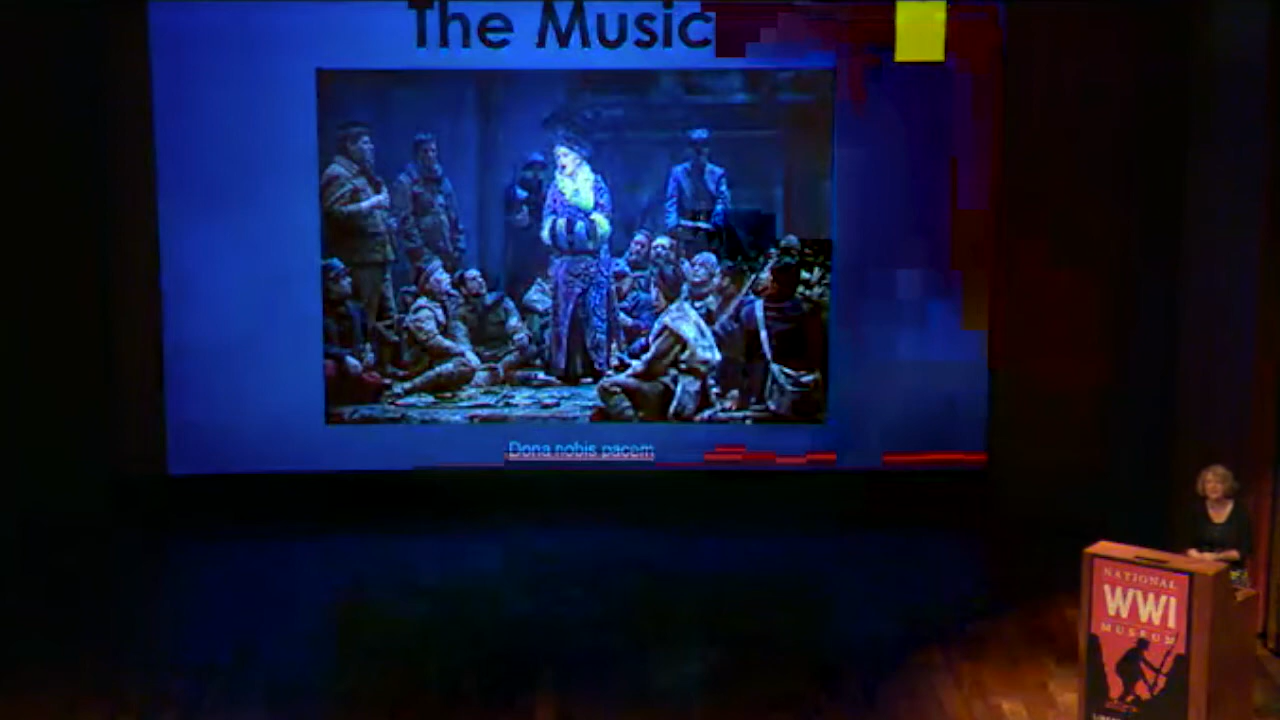 The Music
Dona nobis pacem
NATIONAL
WWI
MUSEUM